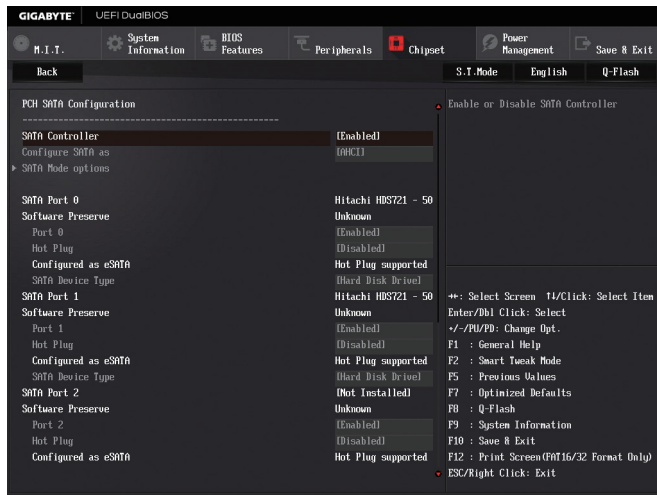 GIGABYTE™ UEFI DualBIOS
M.I.T.
System Information
BIOS Features
Peripherals
Chipset
Power Management
Save & Exit
Back
S.T.Mode English Q-Flash
PCH SATA Configuration
Enable or Disable SATA Controller
SATA Controller [Enabled]
Configure SATA as [AHCI]
SATA Mode options
SATA Port 0 Hitachi HDS721 - 50
Software Preserve Unknown
Port 0 [Enabled]
Hot Plug [Disabled]
Configured as eSATA Hot Plug supported
SATA Device Type [Hard Disk Drive]
SATA Port 1 Hitachi HDS721 - 50
Software Preserve Unknown
Port 1 [Enabled]
Hot Plug [Disabled]
Configured as eSATA Hot Plug supported
SATA Device Type [Hard Disk Drive]
SATA Port 2 [Not Installed]
Software Preserve Unknown
Port 2 [Enabled]
Hot Plug [Disabled]
Configured as eSATA Hot Plug supported
→←: Select Screen ↑↓/Click: Select Item
Enter/Dbl Click: Select
+/-/PU/PD: Change Opt.
F1 : General Help
F2 : Smart Tweak Mode
F5 : Previous Values
F7 : Optimized Defaults
F8 : Q-Flash
F9 : System Information
F10 : Save & Exit
F12 : Print Screen(FAT16/32 Format Only)
ESC/Right Click: Exit